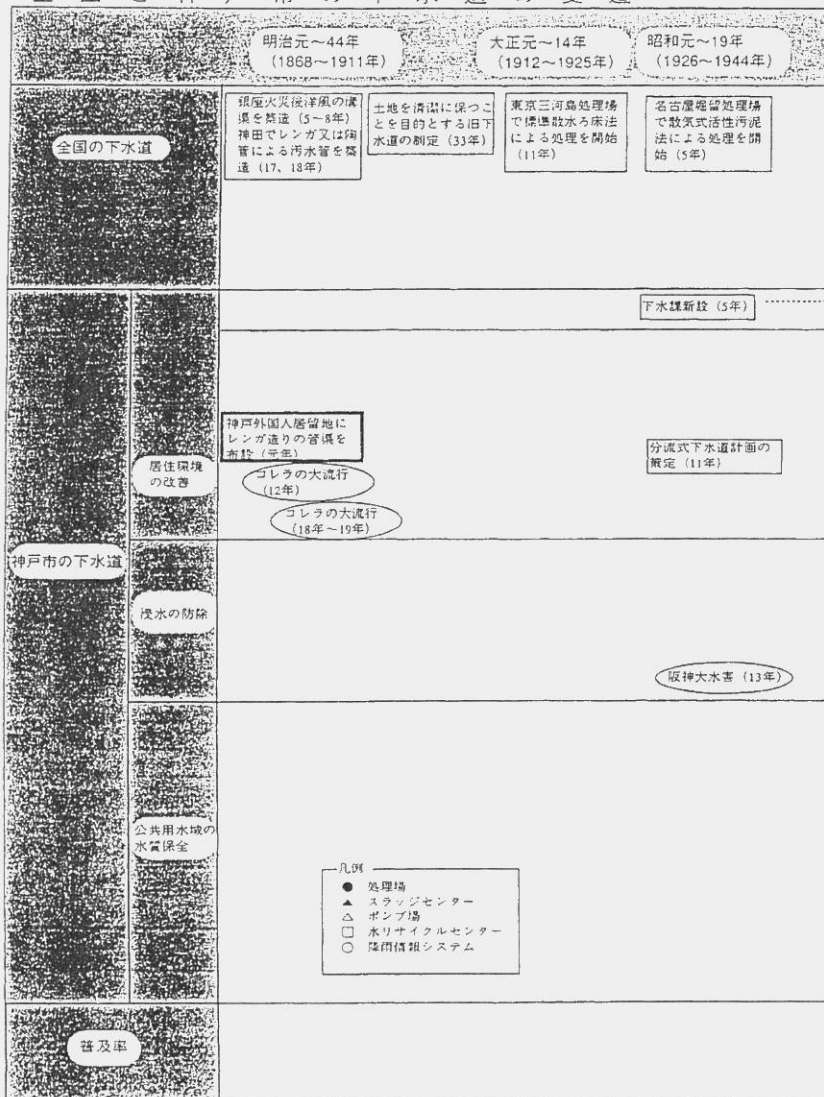 全国と神戸市の下水道の変遷
明治元～44年
(1868～1911年)
大正元～14年
(1912～1925年)
昭和元～19年
(1926～1944年)
全国の下水道
銀座火災後洋風の溝
渠を築造（5～8年）
神田でレンガ又は陶
管による汚水管を築
造（17、18年）
土地を清潔に保つこ
とを目的とする旧下
水道の制定（33年）
東京三河島処理場
で標準散水ろ床法
による処理を開始
（11年）
名古屋堀留処理場
で散気式活性汚泥
法による処理を開
始（5年）
神戸市の下水道
下水課新設（5年）
居住環境
の改善
神戸外国人居留地に
レンガ造りの管渠を
布設（元年）
コレラの大流行
（12年）
コレラの大流行
（18年～19年）
分流式下水道計画の
策定（11年）
浸水の防除
阪神大水害（13年）
公共用水域の
水質保全
凡例
● 処理場
▲ スラッジセンター
△ ポンプ場
□ 水リサイクルセンター
○ 降雨情報システム
普及率